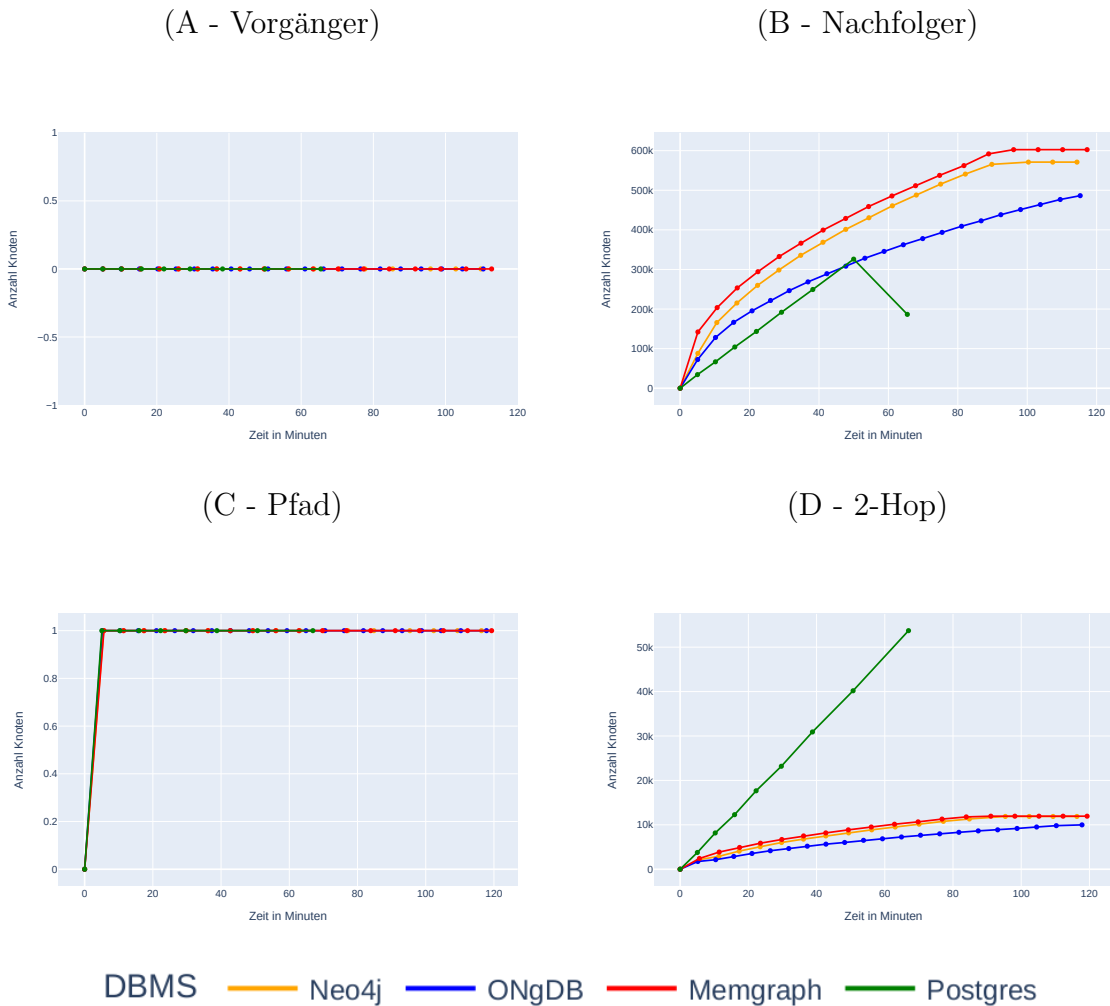 (A - Vorgänger)
(B - Nachfolger)
1
0.5
0
−0.5
−1
Anzahl Knoten
0 20 40 60 80 100 120
Zeit in Minuten
600k
500k
400k
300k
200k
100k
0
Anzahl Knoten
0 20 40 60 80 100 120
Zeit in Minuten
(C - Pfad)
(D - 2-Hop)
1
0.8
0.6
0.4
0.2
0
Anzahl Knoten
0 20 40 60 80 100 120
Zeit in Minuten
50k
40k
30k
20k
10k
0
Anzahl Knoten
0 20 40 60 80 100 120
Zeit in Minuten
DBMS Neo4j ONgDB Memgraph Postgres